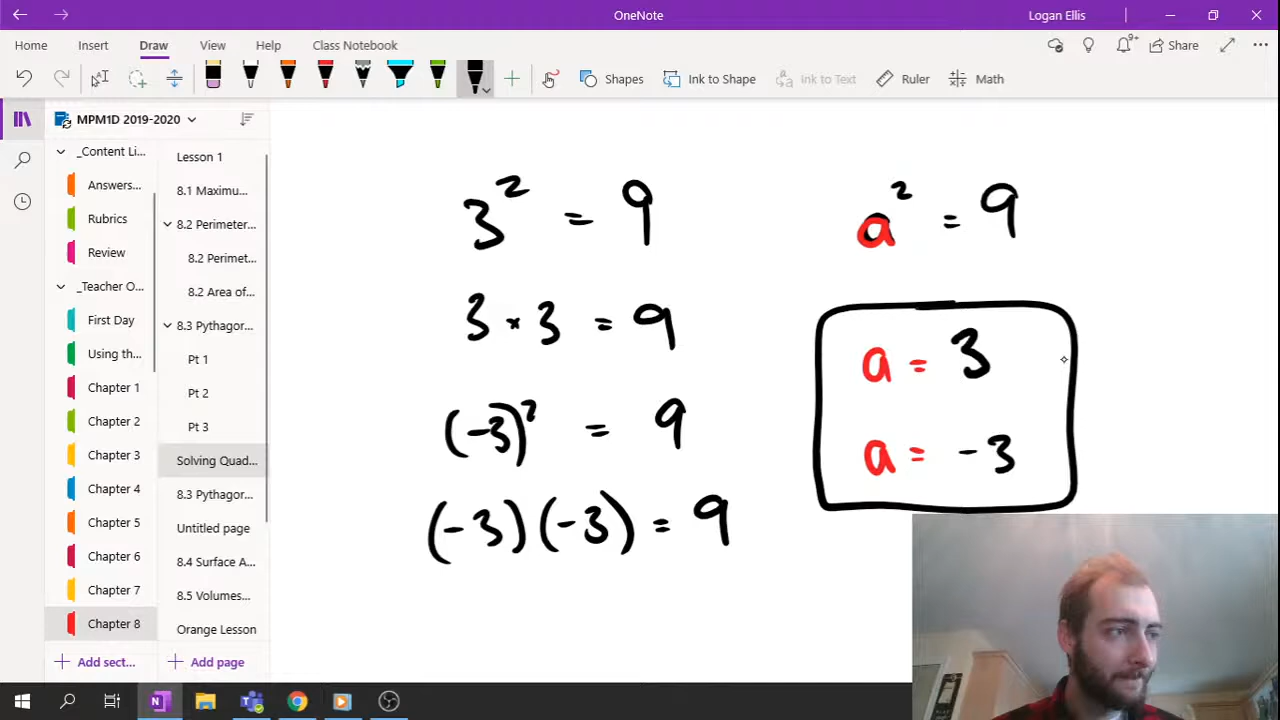 OneNote
Logan Ellis
Home Insert Draw View Help Class Notebook
9+ Share
Shapes Ink to Shape Ink to Text Ruler Math
MPM1D 2019-2020
_Content Li...
Answers...
Rubrics
Review
_Teacher O...
First Day
Using th...
Chapter 1
Chapter 2
Chapter 3
Chapter 4
Chapter 5
Chapter 6
Chapter 7
Chapter 8
Add sect...
Lesson 1
8.1 Maximu...
8.2 Perimeter...
8.2 Perimet...
8.2 Area of...
8.3 Pythagor...
Pt 1
Pt 2
Pt 3
Solving Quad...
8.3 Pythagor...
Untitled page
8.4 Surface A...
8.5 Volumes...
Orange Lesson
Add page
3² = 9
3 × 3 = 9
(-3)² = 9
(-3)(-3) = 9
a² = 9
a = 3
a = -3